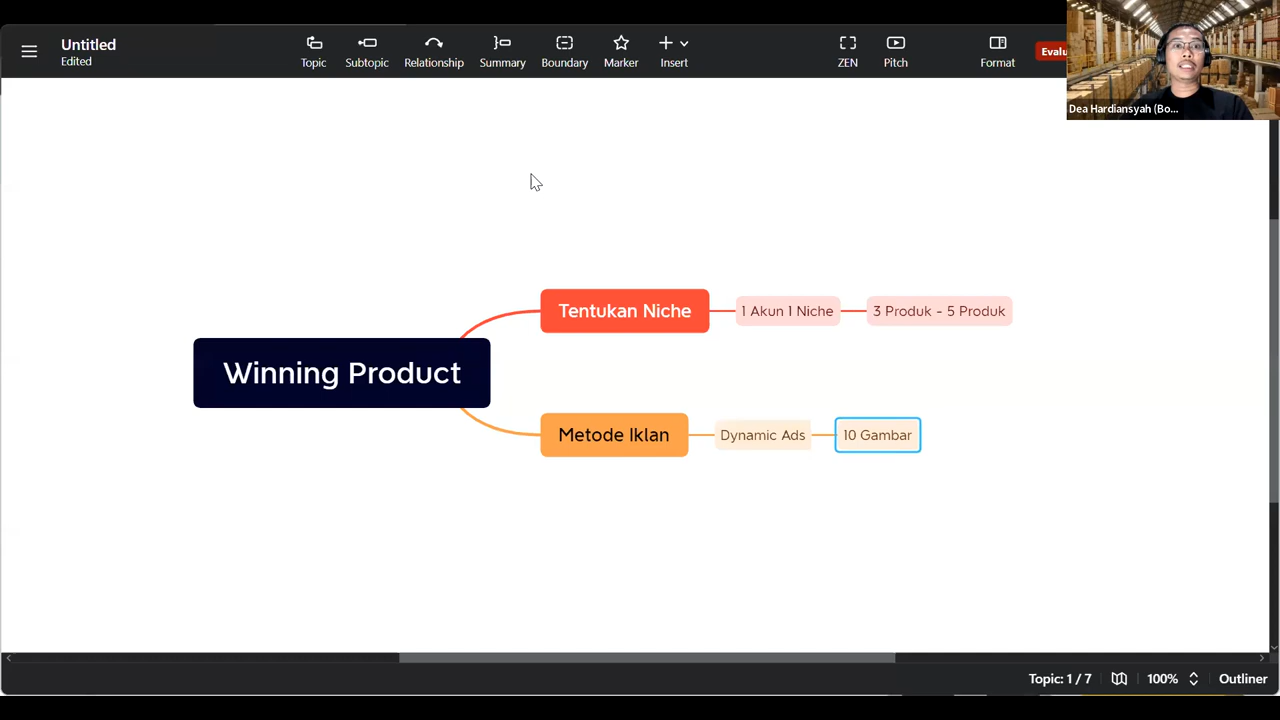 Untitled
Edited
Topic
Subtopic
Relationship
Summary
Boundary
Marker
Insert
ZEN
Pitch
Format
Evalu
Dea Hardiansyah (Bo...
Tentukan Niche
1 Akun 1 Niche
3 Produk - 5 Produk
Winning Product
Metode Iklan
Dynamic Ads
10 Gambar
Topic: 1 / 7
100%
Outliner